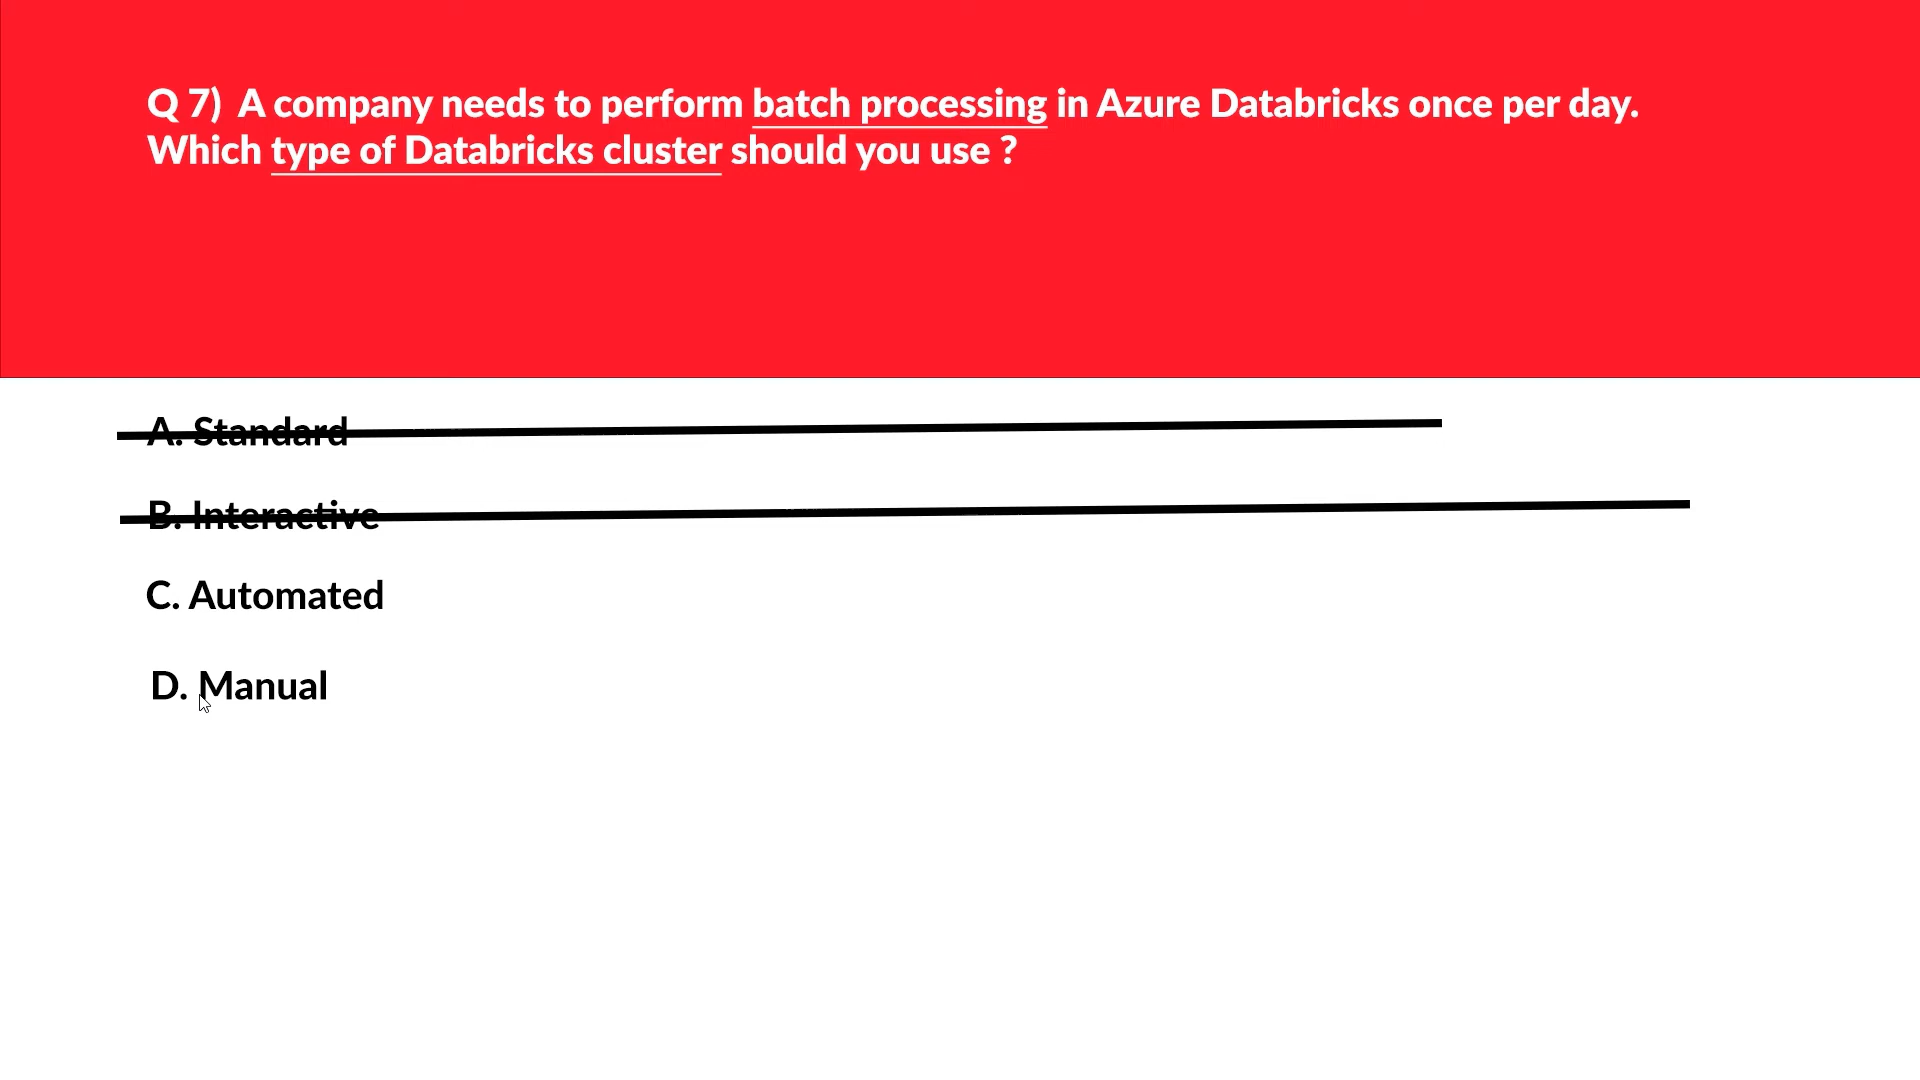 Q 7) A company needs to perform batch processing in Azure Databricks once per day.
Which type of Databricks cluster should you use ?
A. Standard
B. Interactive
C. Automated
D. Manual